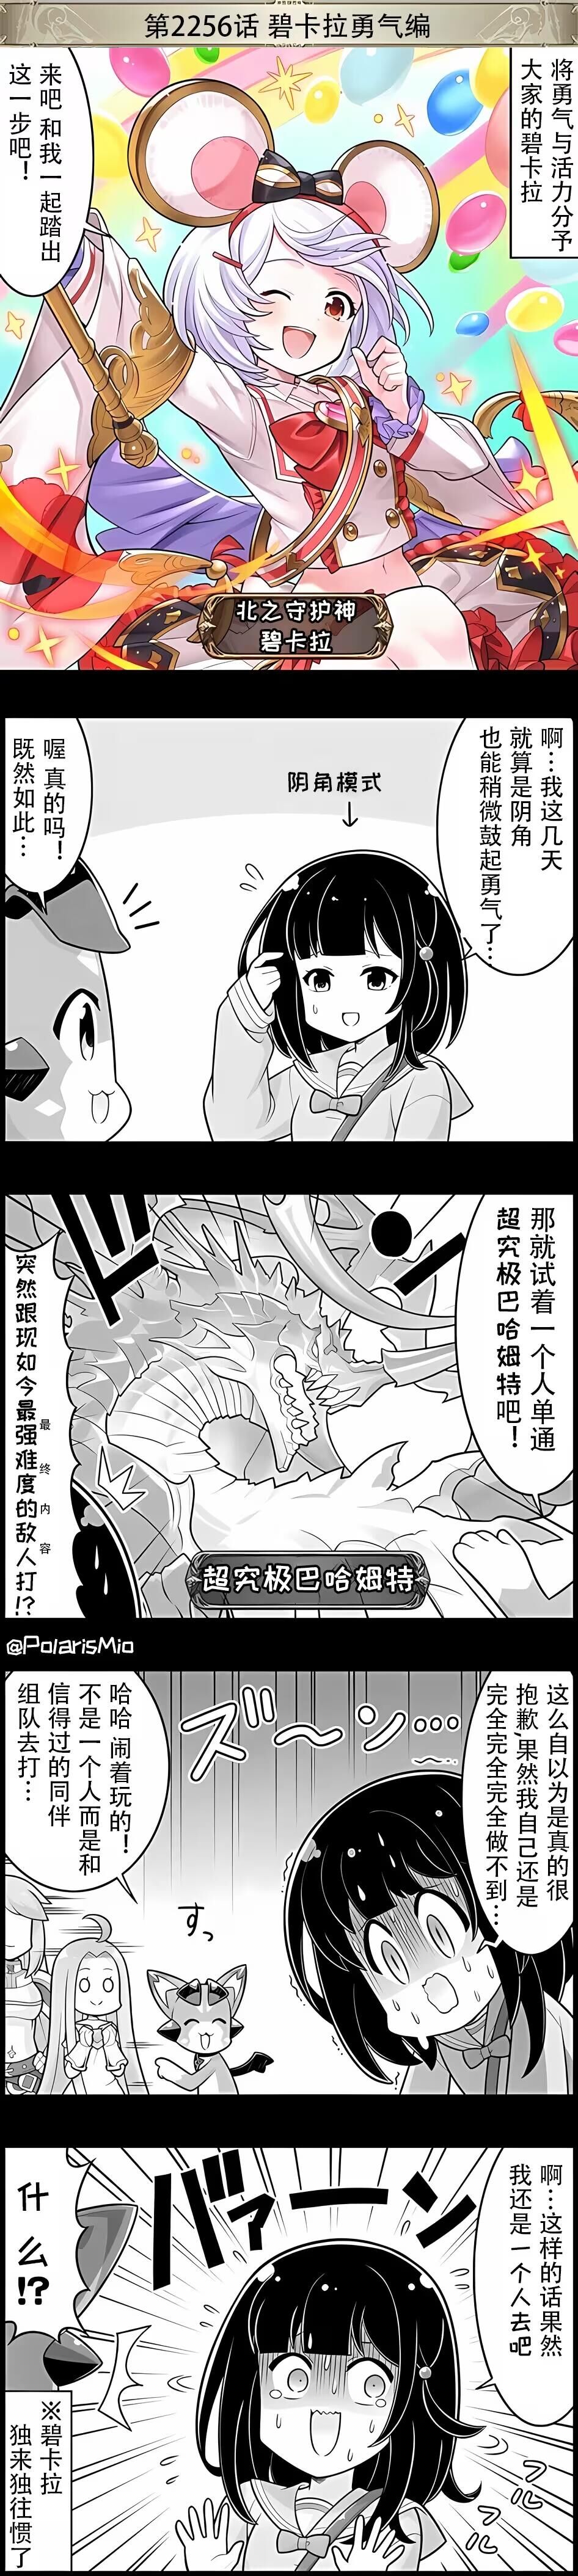 第2256话 碧卡拉勇气编
将勇气与活力分予
大家的碧卡拉
来吧 和我一起踏出
这一步吧！
北之守护神
碧卡拉
啊…我这几天
就算是阴角
也能稍微鼓起勇气了…
阴角模式
喔 真的吗！
既然如此…
那就试着一个人单通
超究极巴哈姆特吧！
突然跟现如今最强难度的敌人打!?
最终内容
超究极巴哈姆特
@PolarisMio
这么自以为是真的很
抱歉,果然我自己还是
完全完全完全做不到…
ズ～ン…
哈哈 闹着玩的！
不是一个人而是和
信得过的同伴
组队去打…
すっ
啊…这样的话果然
我还是一个人去吧
バァーーン
什么!?
※碧卡拉
独来独往惯了